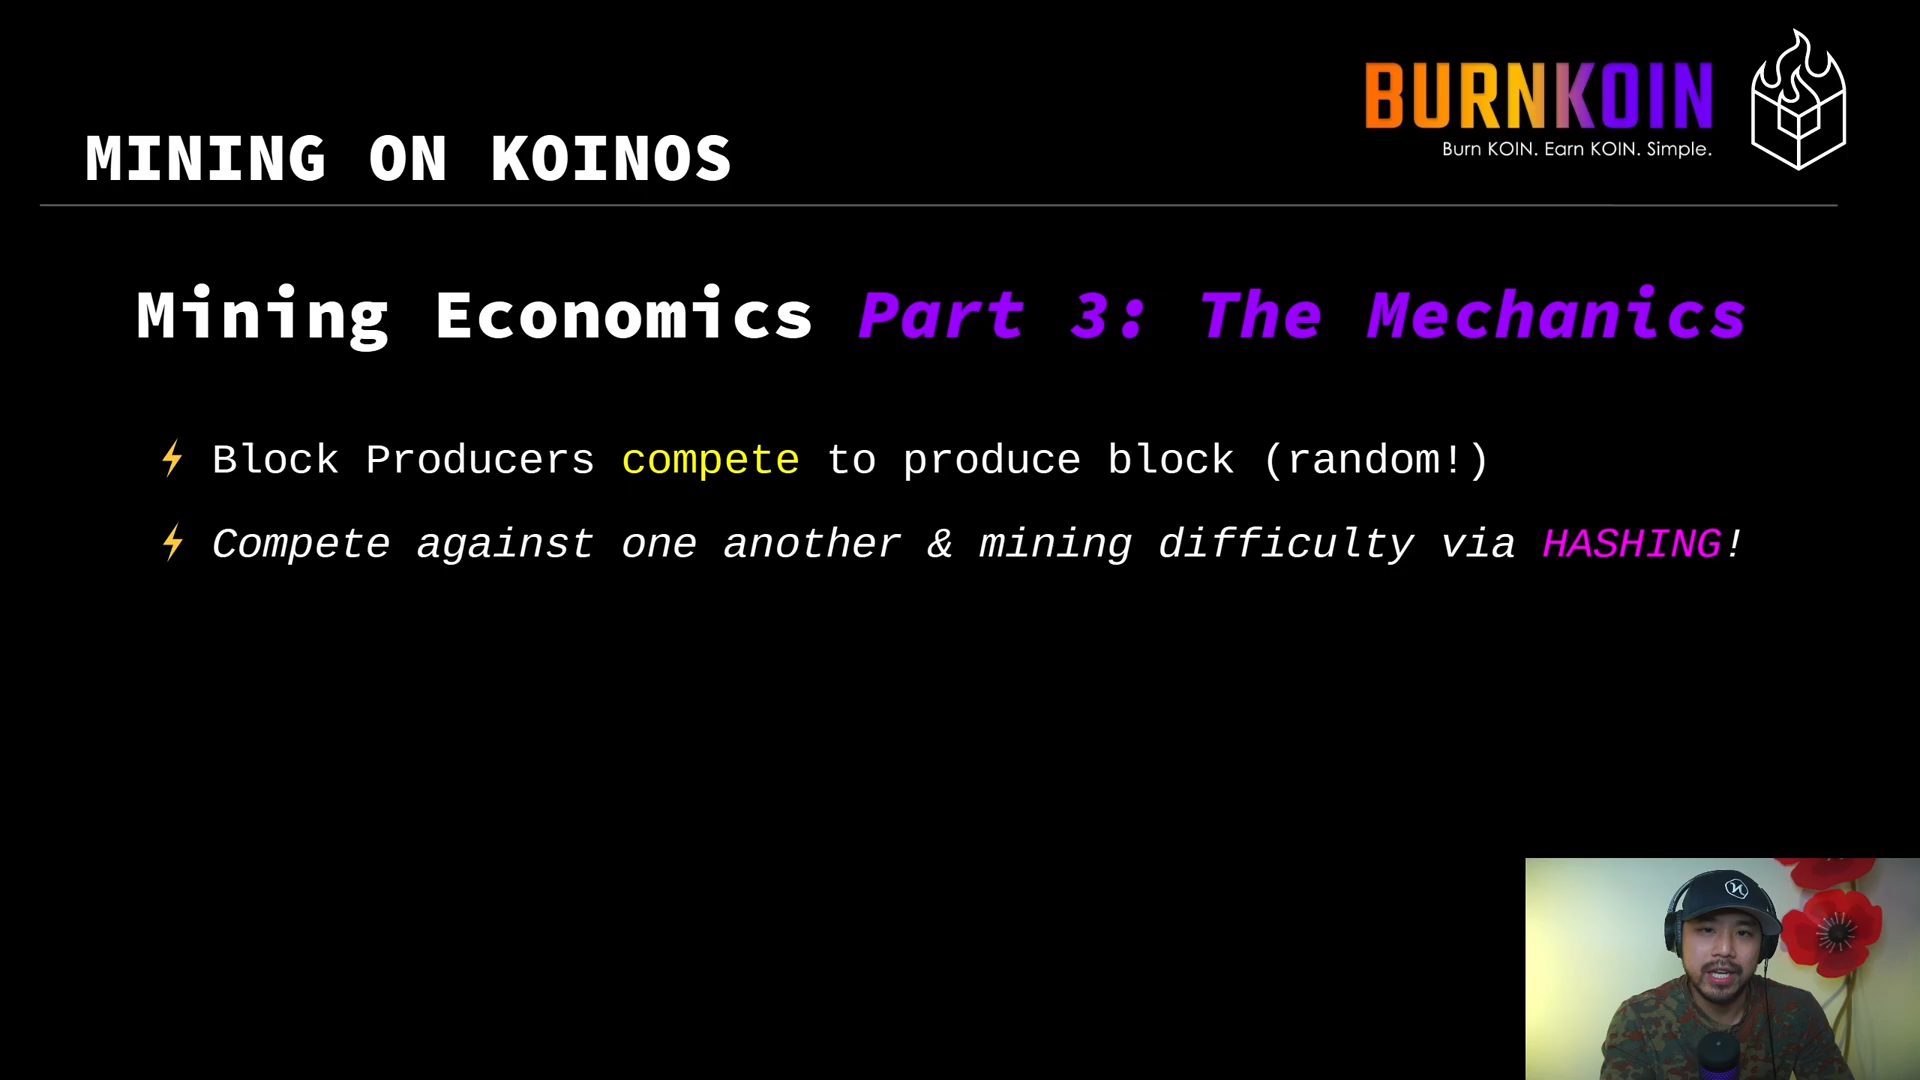 BURNKOIN
Burn KOIN. Earn KOIN. Simple.
MINING ON KOINOS
Mining Economics Part 3: The Mechanics
Block Producers compete to produce block (random!)
Compete against one another & mining difficulty via HASHING!